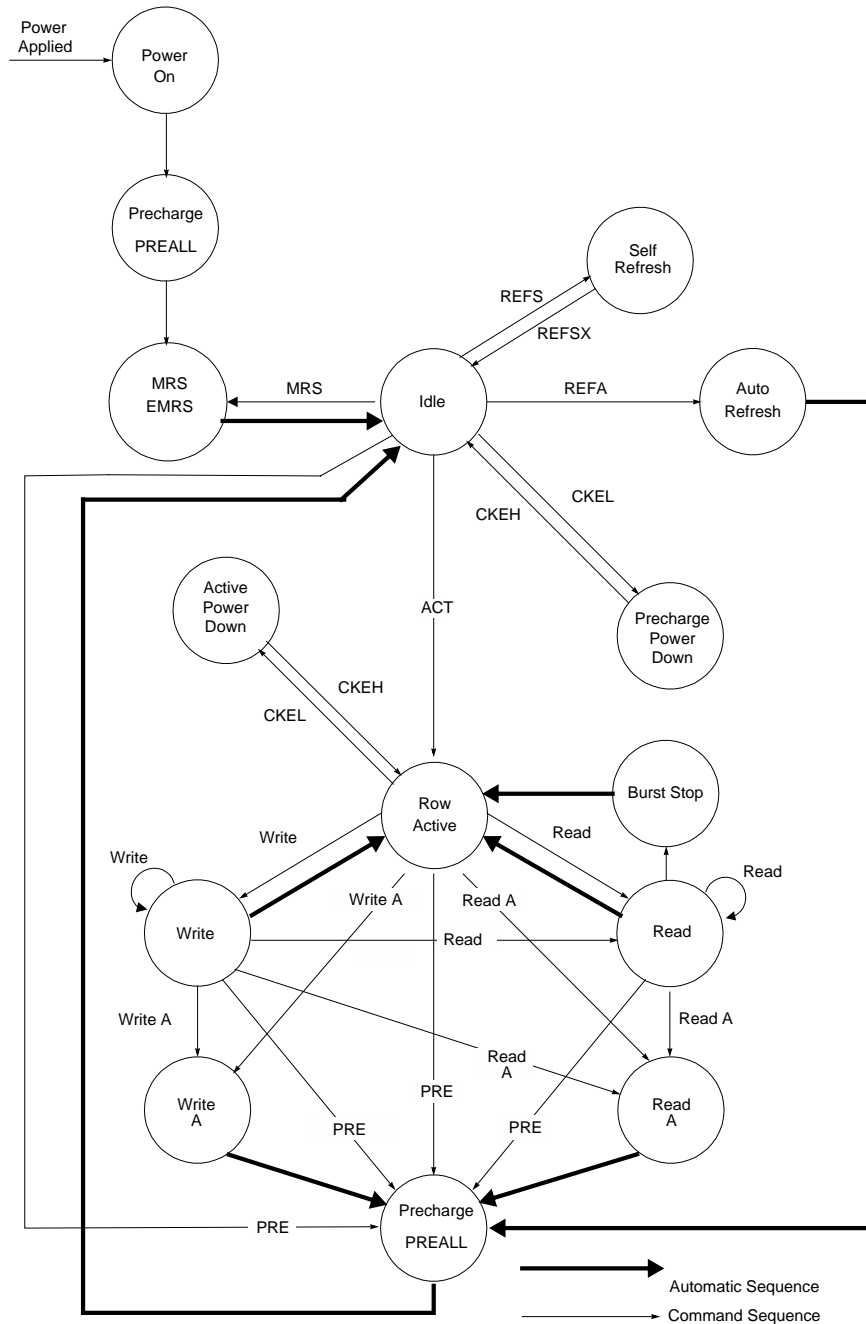 Power
Applied
Power
On
Precharge
PREALL
Self
Refresh
REFS
REFSX
MRS
EMRS
MRS
Idle
REFA
Auto
Refresh
CKEL
CKEH
Active
Power
Down
ACT
Precharge
Power
Down
CKEH
CKEL
Burst Stop
Row
Active
Write
Read
Write
Read
Write A
Read A
Write
Read
Read
Write A
Read A
Read
A
Write
A
PRE
Read
A
PRE
PRE
Precharge
PREALL
PRE
Automatic Sequence
Command Sequence